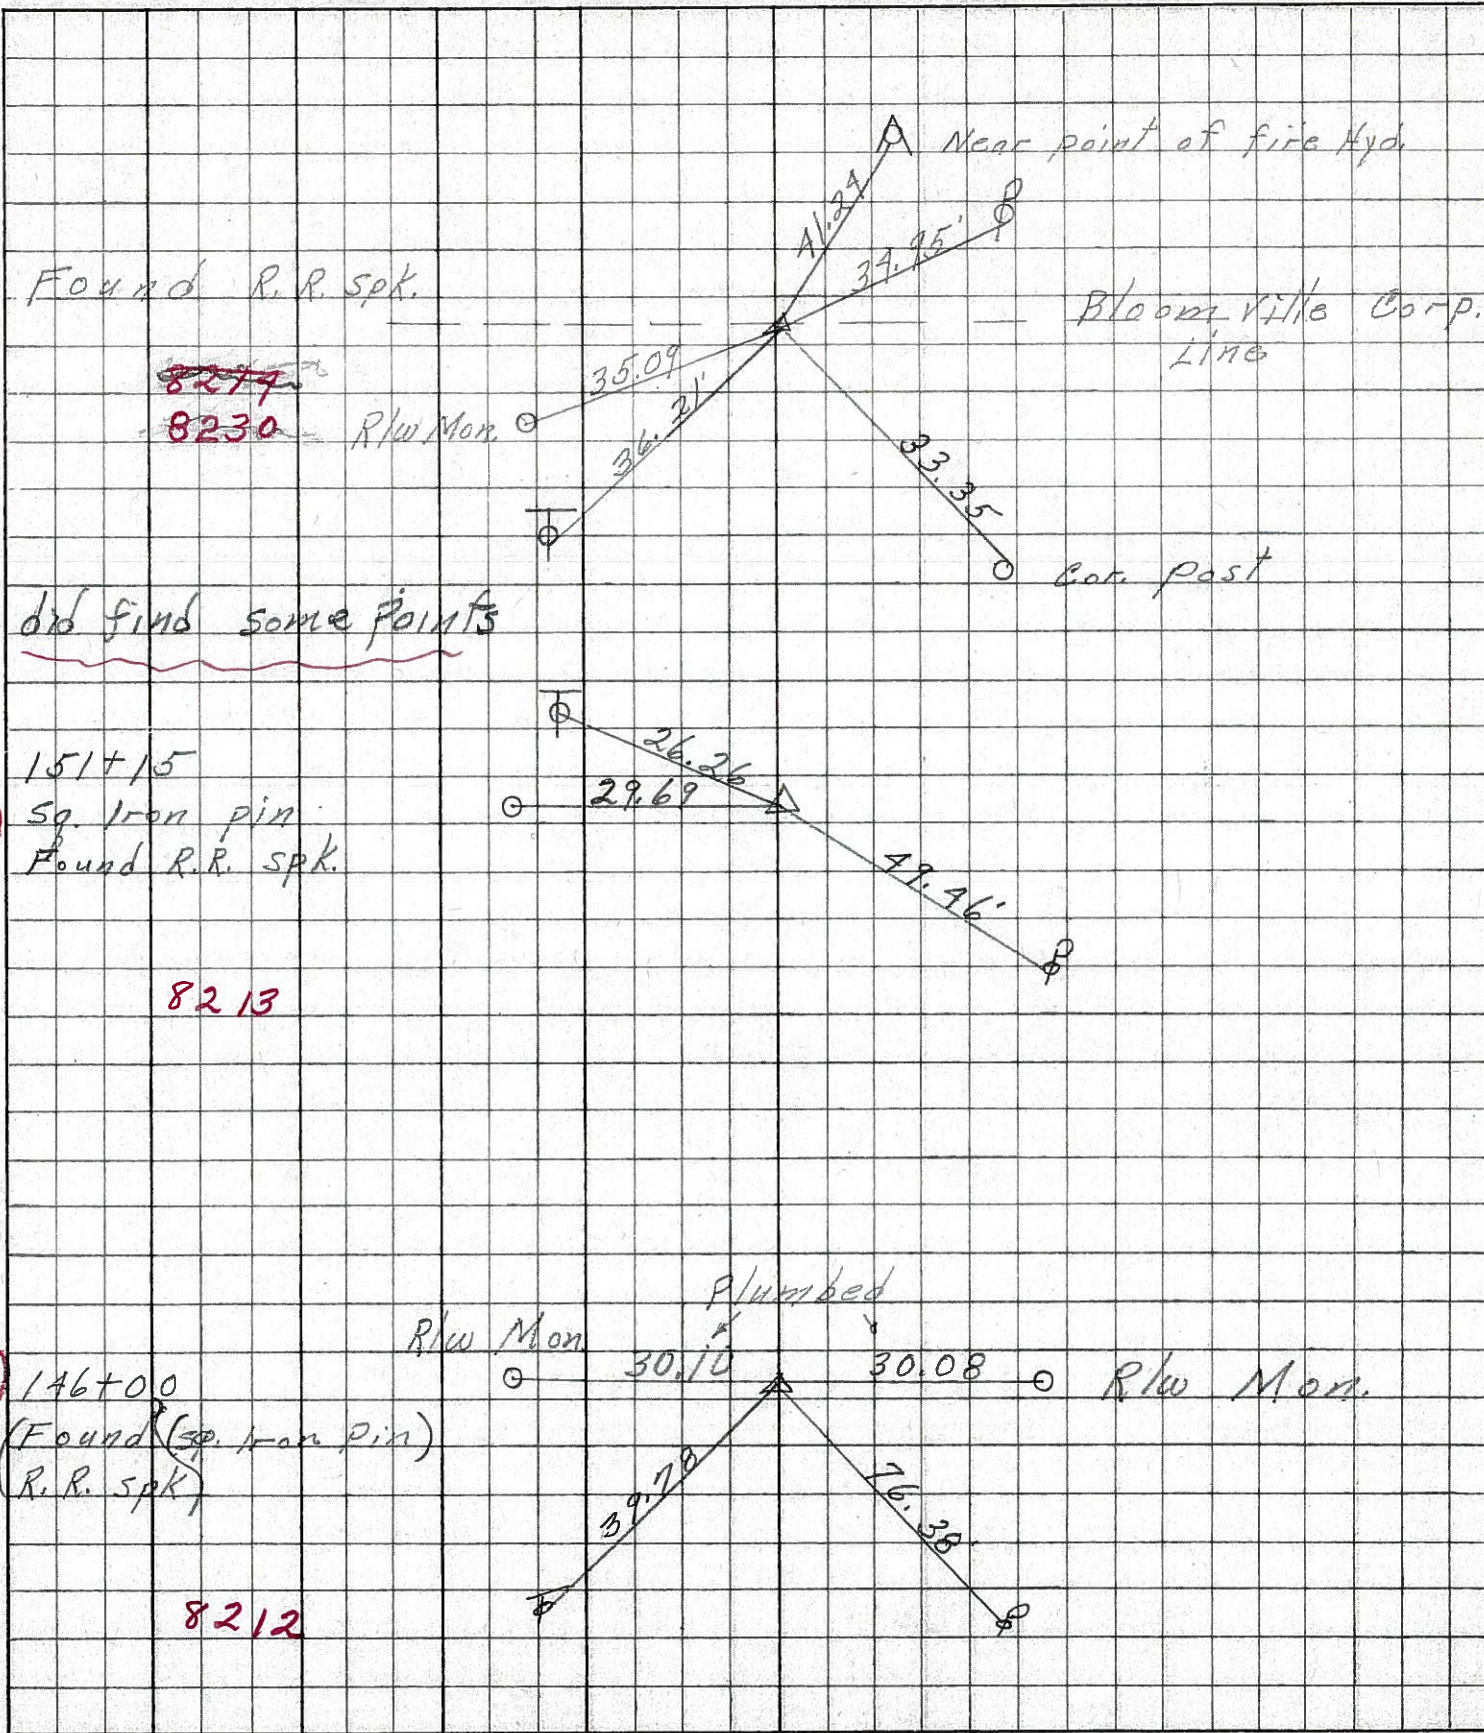 Near point of fire Hyd.
41.24
34.95'
Found R.R. spk.
Bloomville Corp.
Line
35.09
8214
8230
R/W Mon.
36.21'
33.35
Cor. Post
did find some points
26.26
151+15
29.69
Sq. Iron pin
Found R.R. spk.
49.46'
8213
Plumbed
R/W Mon.
30.10
30.08
R/W Mon.
146+00
(Found (sq. Iron Pin)
R.R. spk)
39.78
76.38'
8212